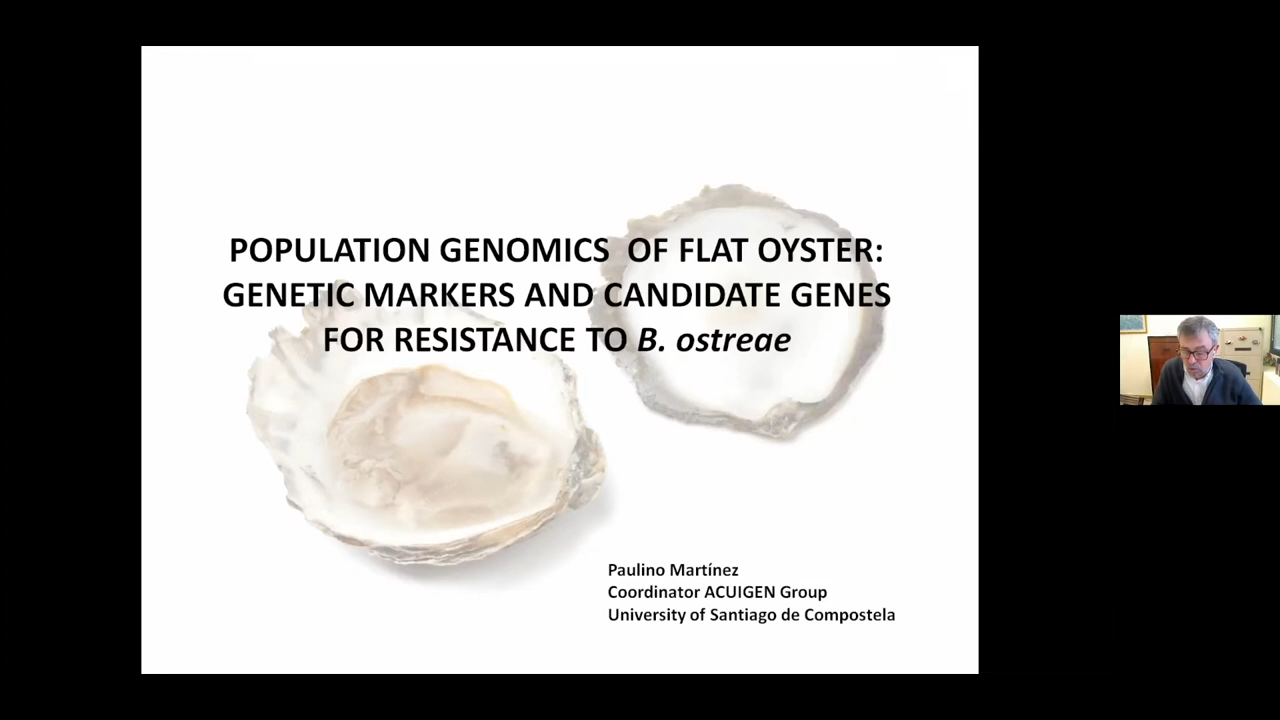 POPULATION GENOMICS OF FLAT OYSTER:
GENETIC MARKERS AND CANDIDATE GENES
FOR RESISTANCE TO B. ostreae
Paulino Martínez
Coordinator ACUIGEN Group
University of Santiago de Compostela